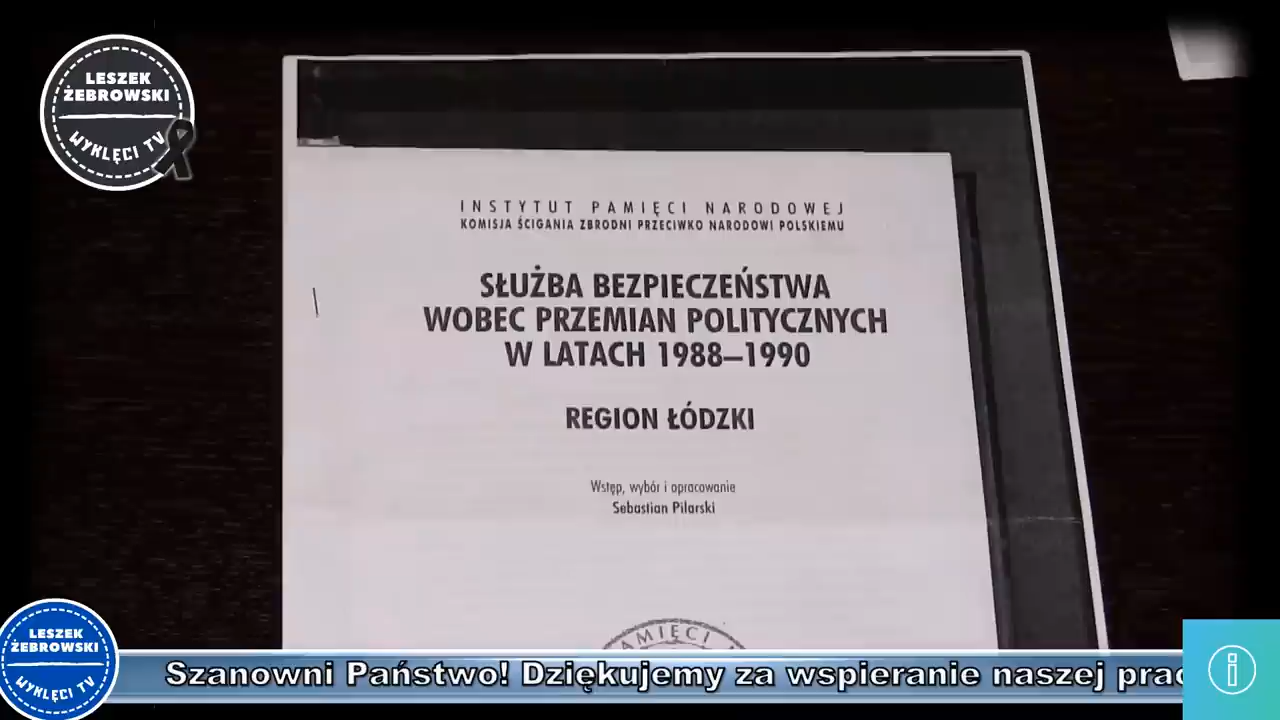 LESZEK
ŻEBROWSKI
WYKLĘCI TV
INSTYTUT PAMIĘCI NARODOWEJ
KOMISJA ŚCIGANIA ZBRODNI PRZECIWKO NARODOWI POLSKIEMU
SŁUŻBA BEZPIECZEŃSTWA
WOBEC PRZEMIAN POLITYCZNYCH
W LATACH 1988–1990
REGION ŁÓDZKI
Wstęp, wybór i opracowanie
Sebastian Pilarski
PAMIĘCI
LESZEK
ŻEBROWSKI
WYKLĘCI TV
Szanowni Państwo! Dziękujemy za wspieranie naszej prac